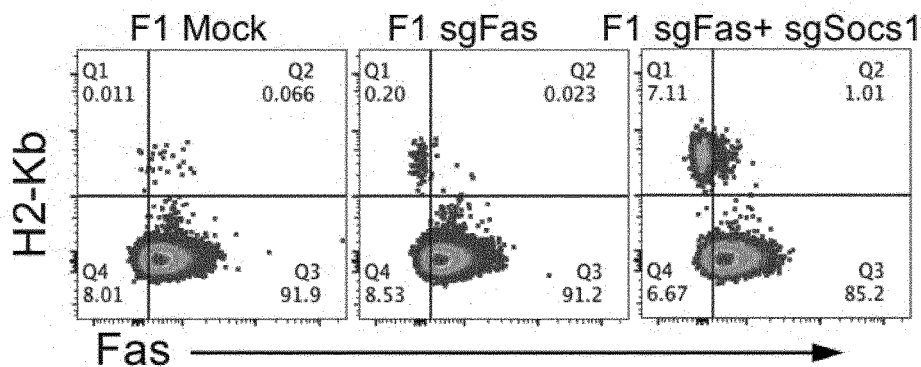 F1 Mock F1 sgFas F1 sgFas+ sgSocs1
Q1 Q2 Q1 Q2 Q1 Q2
0.011 0.066 0.20 0.023 7.11 1.01
H2-Kb
Q4 Q3 Q4 Q3 Q4 Q3
8.01 91.9 8.53 91.2 6.67 85.2
Fas